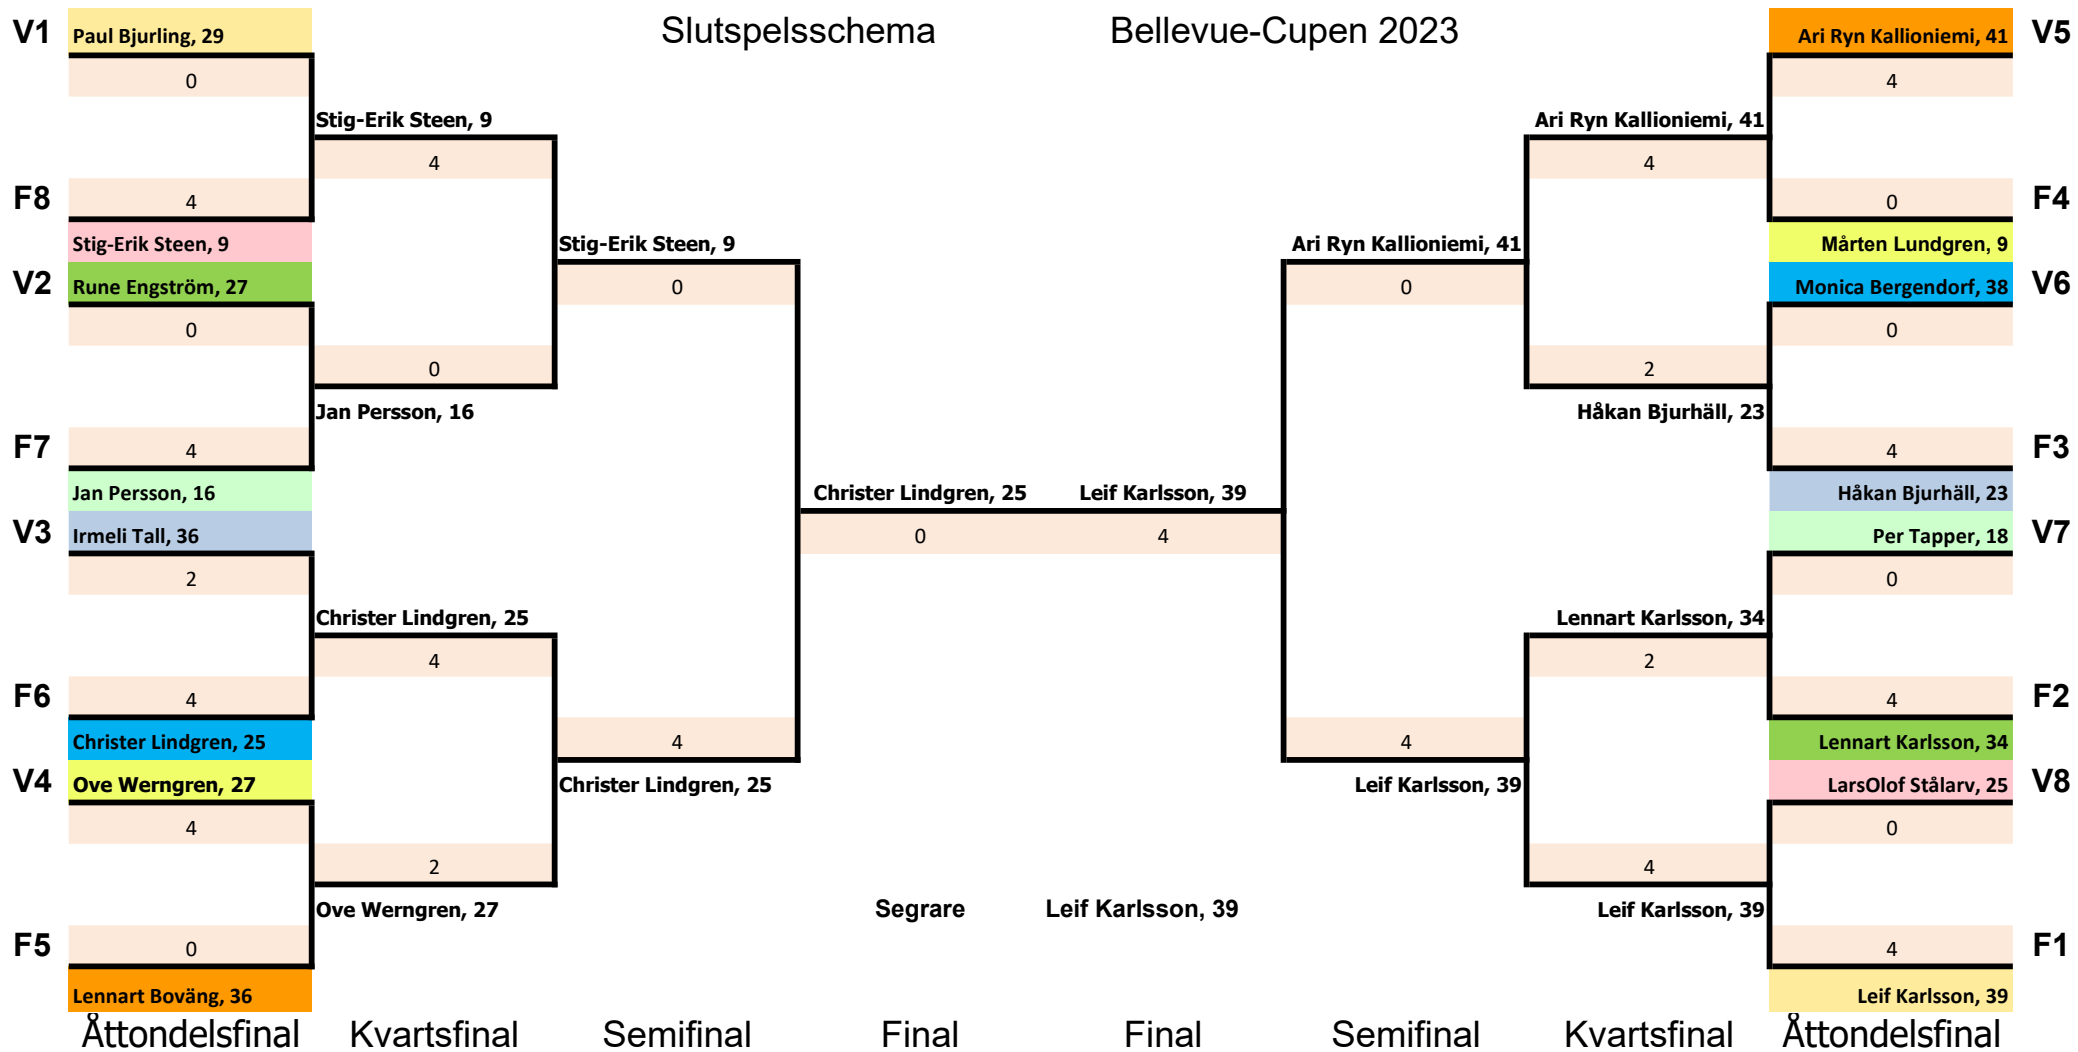 V1 Paul Bjurling, 29 Slutspelsschema Bellevue-Cupen 2023 Ari Ryn Kallioniemi, 41 V5
0 4
Stig-Erik Steen, 9 Ari Ryn Kallioniemi, 41
4 4
F8 4 0 F4
Stig-Erik Steen, 9 Stig-Erik Steen, 9 Ari Ryn Kallioniemi, 41 Mårten Lundgren, 9
V2 Rune Engström, 27 0 0 Monica Bergendorf, 38 V6
0 0
0 2
Jan Persson, 16 Håkan Bjurhäll, 23
F7 4 4 F3
Jan Persson, 16 Christer Lindgren, 25 Leif Karlsson, 39 Håkan Bjurhäll, 23
V3 Irmeli Tall, 36 0 4 Per Tapper, 18 V7
2 0
Christer Lindgren, 25 Lennart Karlsson, 34
4 2
F6 4 4 F2
Christer Lindgren, 25 4 4 Lennart Karlsson, 34
V4 Ove Werngren, 27 Christer Lindgren, 25 Leif Karlsson, 39 LarsOlof Stålarv, 25 V8
4 0
2 4
Ove Werngren, 27 Segrare Leif Karlsson, 39 Leif Karlsson, 39
F5 0 4 F1
Lennart Boväng, 36 Leif Karlsson, 39
Åttondelsfinal Kvartsfinal Semifinal Final Final Semifinal Kvartsfinal Åttondelsfinal